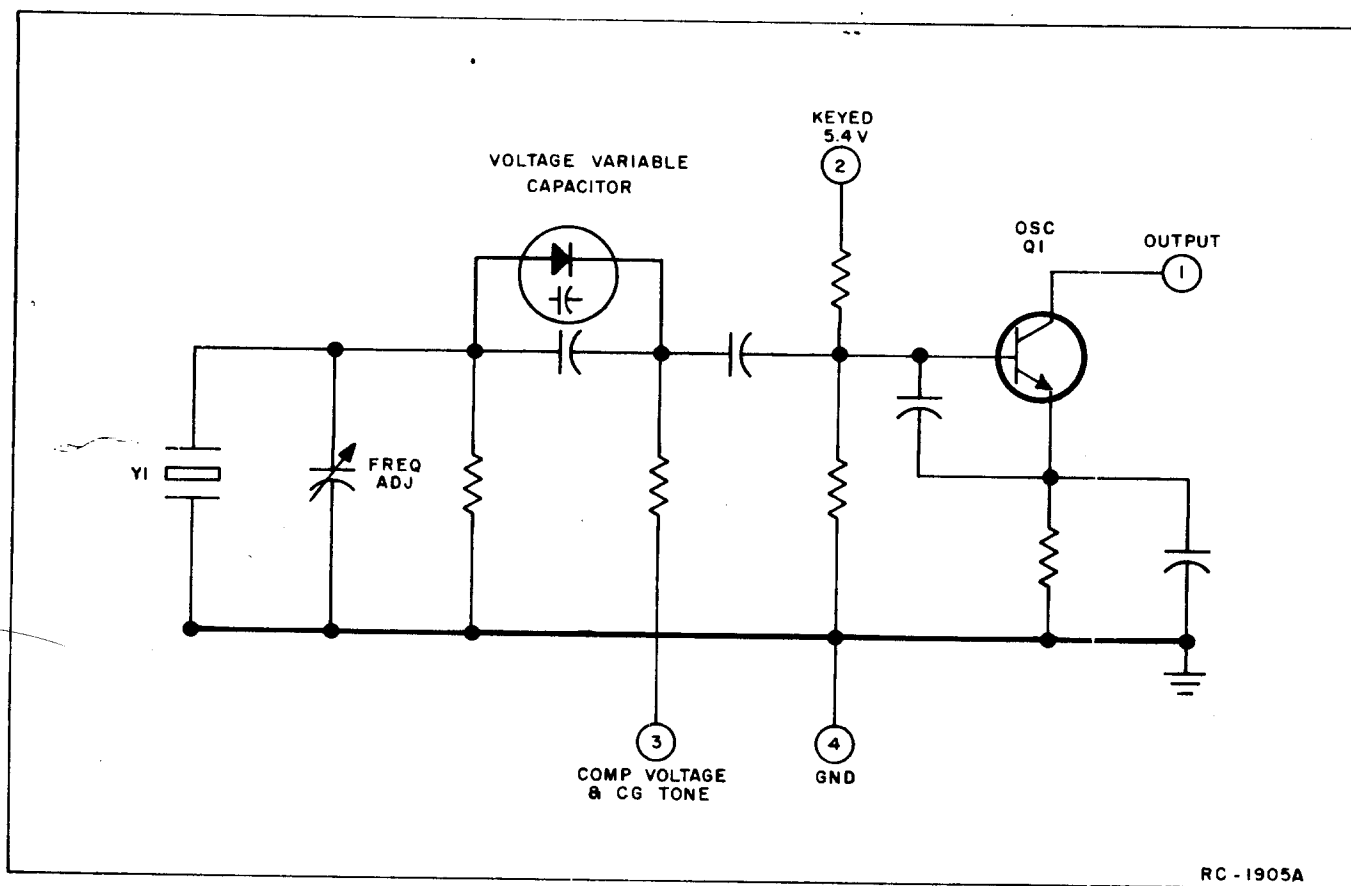 KEYED
5.4 V
2
VOLTAGE VARIABLE
CAPACITOR
OSC
Q1
OUTPUT
1
Y1
FREQ
ADJ
3
COMP VOLTAGE
& CG TONE
4
GND
RC-1905A